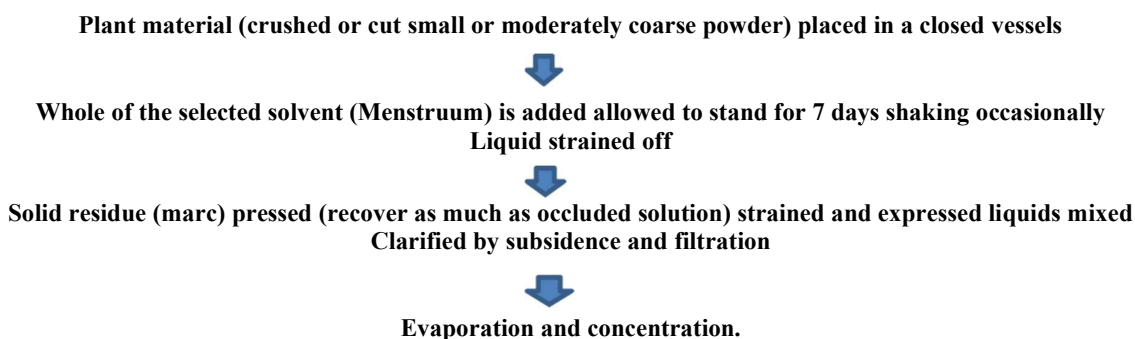 Plant material (crushed or cut small or moderately coarse powder) placed in a closed vessels
Whole of the selected solvent (Menstruum) is added allowed to stand for 7 days shaking occasionally
Liquid strained off
Solid residue (marc) pressed (recover as much as occluded solution) strained and expressed liquids mixed
Clarified by subsidence and filtration
Evaporation and concentration.